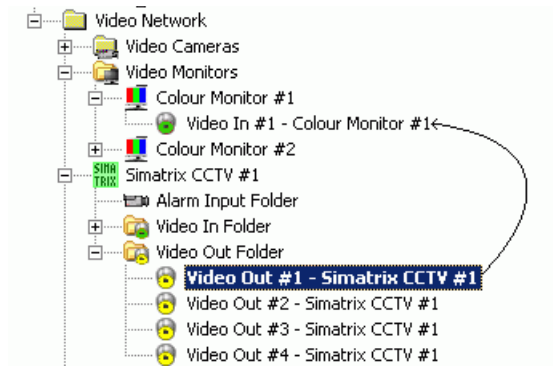 Video Network
Video Cameras
Video Monitors
Colour Monitor #1
Video In #1 - Colour Monitor #1
Colour Monitor #2
SIMA
TRIX
Simatrix CCTV #1
Alarm Input Folder
Video In Folder
Video Out Folder
Video Out #1 - Simatrix CCTV #1
Video Out #2 - Simatrix CCTV #1
Video Out #3 - Simatrix CCTV #1
Video Out #4 - Simatrix CCTV #1